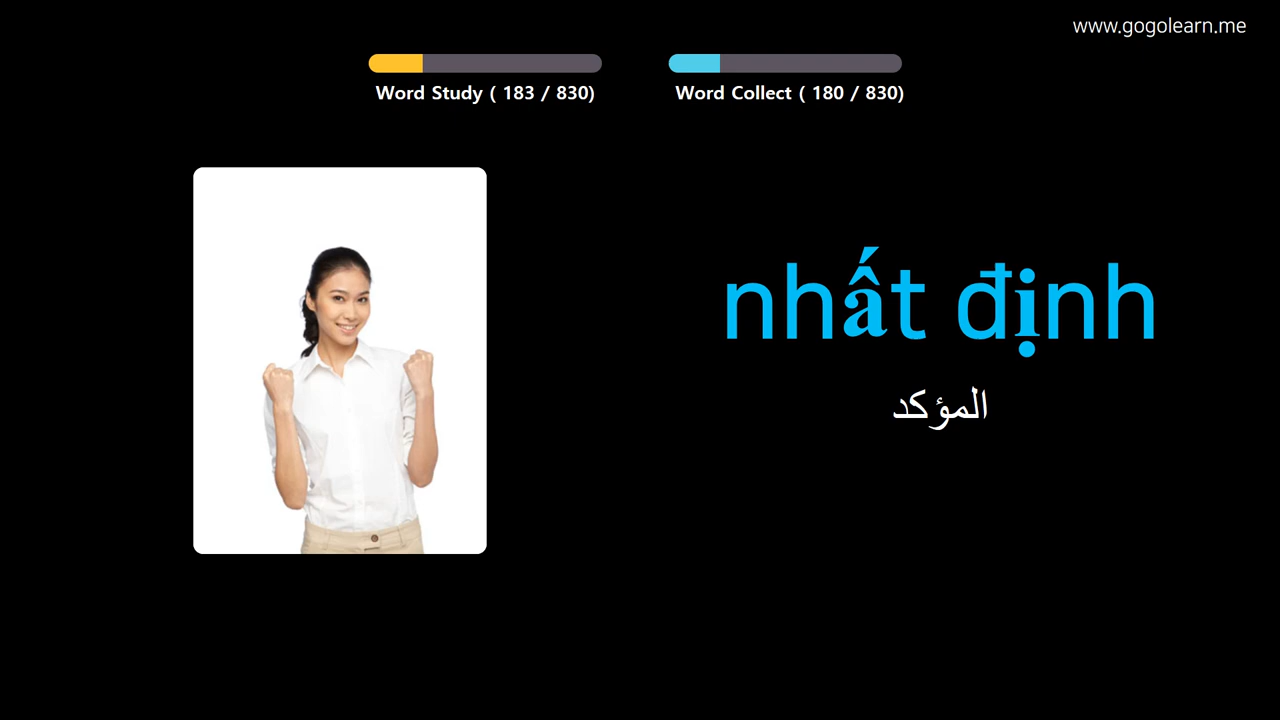 www.gogolearn.me
Word Study ( 183 / 830)
Word Collect ( 180 / 830)
nhất định
المؤكد